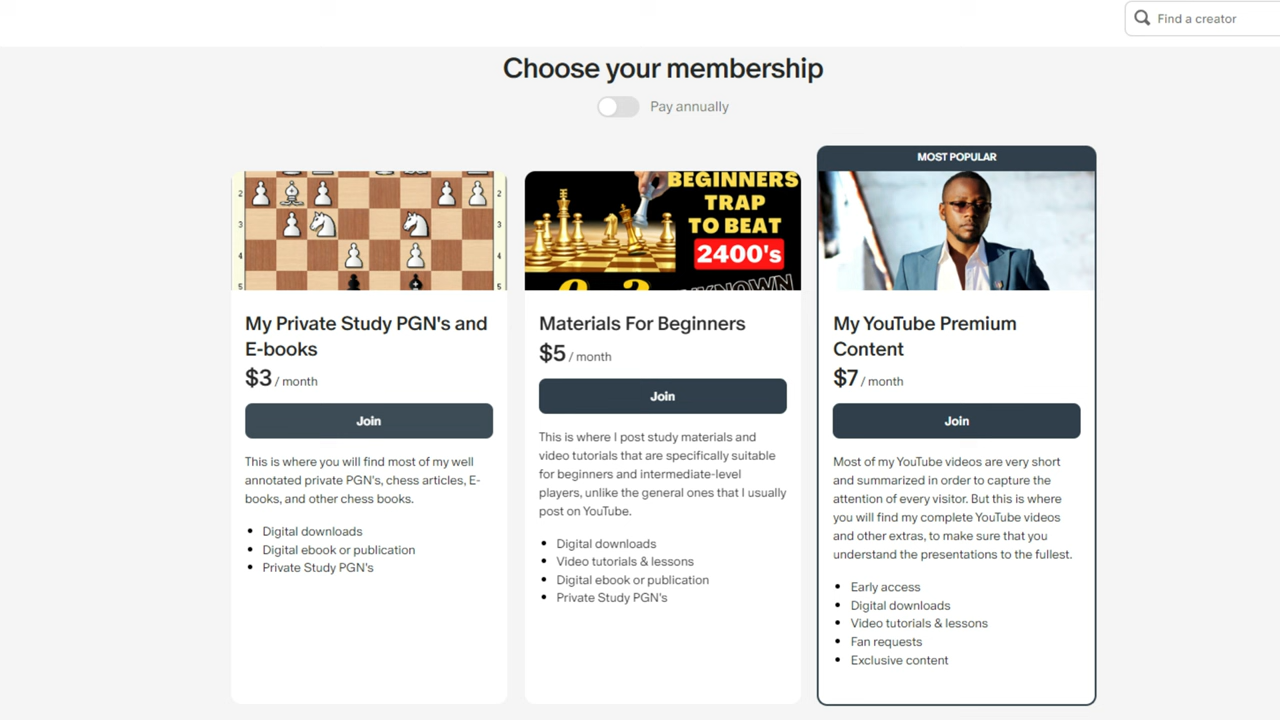 Find a creator
Choose your membership
Pay annually
MOST POPULAR
2
2
3
3
4
4
5
5
BEGINNERS
TRAP
TO BEAT
2400's
My Private Study PGN's and
E-books
$3 / month
Join
This is where you will find most of my well
annotated private PGN's, chess articles, E-
books, and other chess books.
• Digital downloads
• Digital ebook or publication
• Private Study PGN's
Materials For Beginners
$5 / month
Join
This is where I post study materials and
video tutorials that are specifically suitable
for beginners and intermediate-level
players, unlike the general ones that I usually
post on YouTube.
• Digital downloads
• Video tutorials & lessons
• Digital ebook or publication
• Private Study PGN's
My YouTube Premium
Content
$7 / month
Join
Most of my YouTube videos are very short
and summarized in order to capture the
attention of every visitor. But this is where
you will find my complete YouTube videos
and other extras, to make sure that you
understand the presentations to the fullest.
• Early access
• Digital downloads
• Video tutorials & lessons
• Fan requests
• Exclusive content